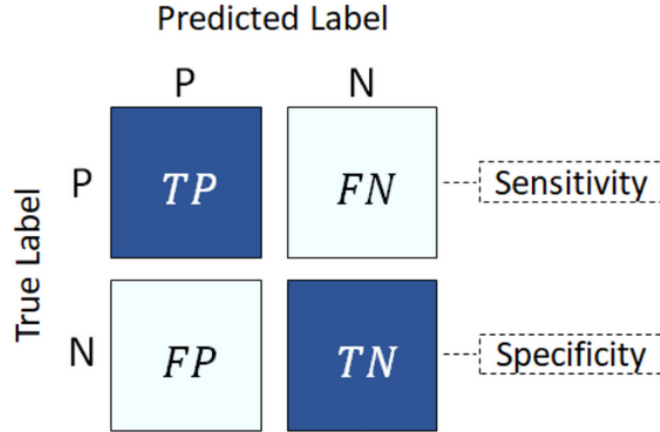 Predicted Label
P N
True Label
P TP FN Sensitivity
N FP TN Specificity